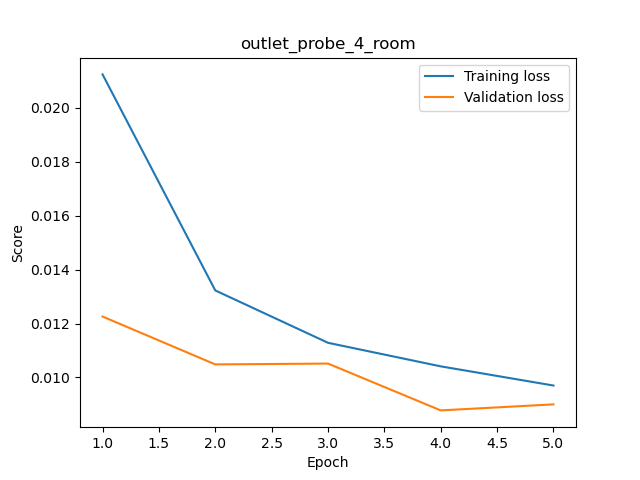 outlet_probe_4_room
Training loss
Validation loss
0.020
0.018
0.016
0.014
0.012
0.010
Score
1.0 1.5 2.0 2.5 3.0 3.5 4.0 4.5 5.0
Epoch